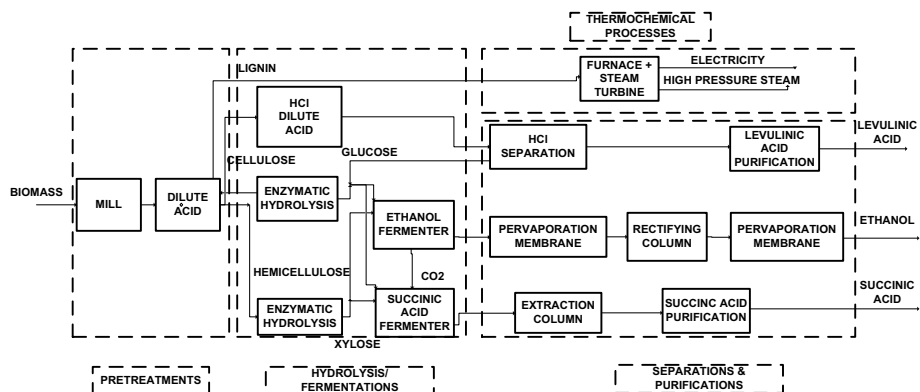 THERMOCHEMICAL
PROCESSES
LIGNIN
FURNACE +
STEAM
TURBINE
ELECTRICITY
HIGH PRESSURE STEAM
HCl
DILUTE
ACID
HCl
SEPARATION
LEVULINIC
ACID
PURIFICATION
LEVULINIC
ACID
CELLULOSE
GLUCOSE
BIOMASS
MILL
DILUTE
ACID
ENZYMATIC
HYDROLYSIS
ETHANOL
FERMENTER
PERVAPORATION
MEMBRANE
RECTIFYING
COLUMN
PERVAPORATION
MEMBRANE
ETHANOL
HEMICELLULOSE
CO2
ENZYMATIC
HYDROLYSIS
XYLOSE
SUCCINIC
ACID
FERMENTER
EXTRACTION
COLUMN
SUCCINC ACID
PURIFICATION
SUCCINIC
ACID
PRETREATMENTS
HYDROLYSIS/
FERMENTATIONS
SEPARATIONS &
PURIFICATIONS